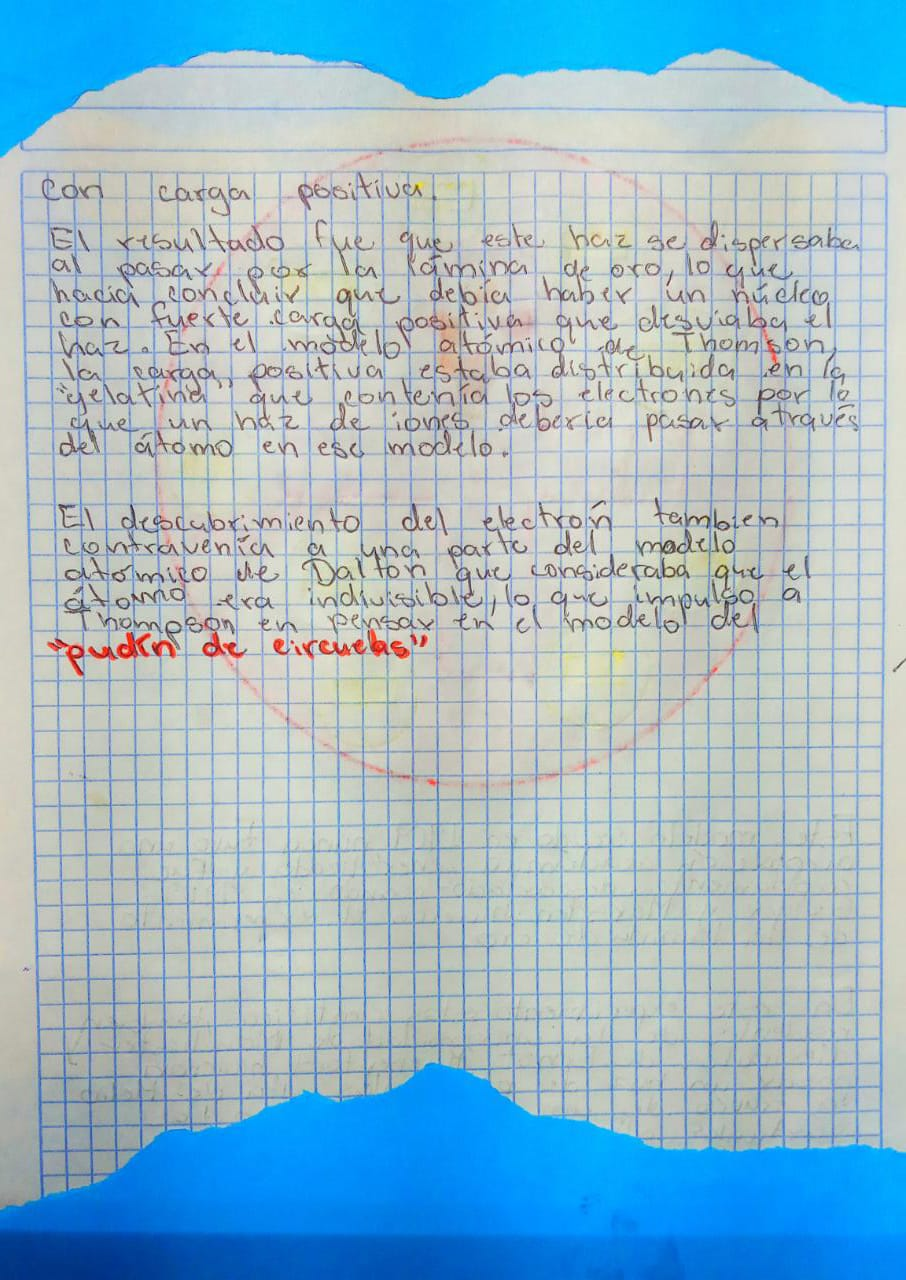 con carga positiva.
El resultado fue que este haz se dispersaba
al pasar por la lámina de oro, lo que
hacía concluir que debía haber un núcleo
con fuerte carga positiva que desviaba el
haz. En el modelo atómico de Thomson,
la carga positiva estaba distribuida en la
"gelatina" que contenía los electrones por lo
que un haz de iones debería pasar através
del átomo en ese modelo.
El descubrimiento del electrón tambien
contravenía a una parte del modelo
atómico de Dalton que consideraba que el
átomo era indivisible, lo que impulsó a
Thompson en pensar en el modelo del
"pudín de circuelas"